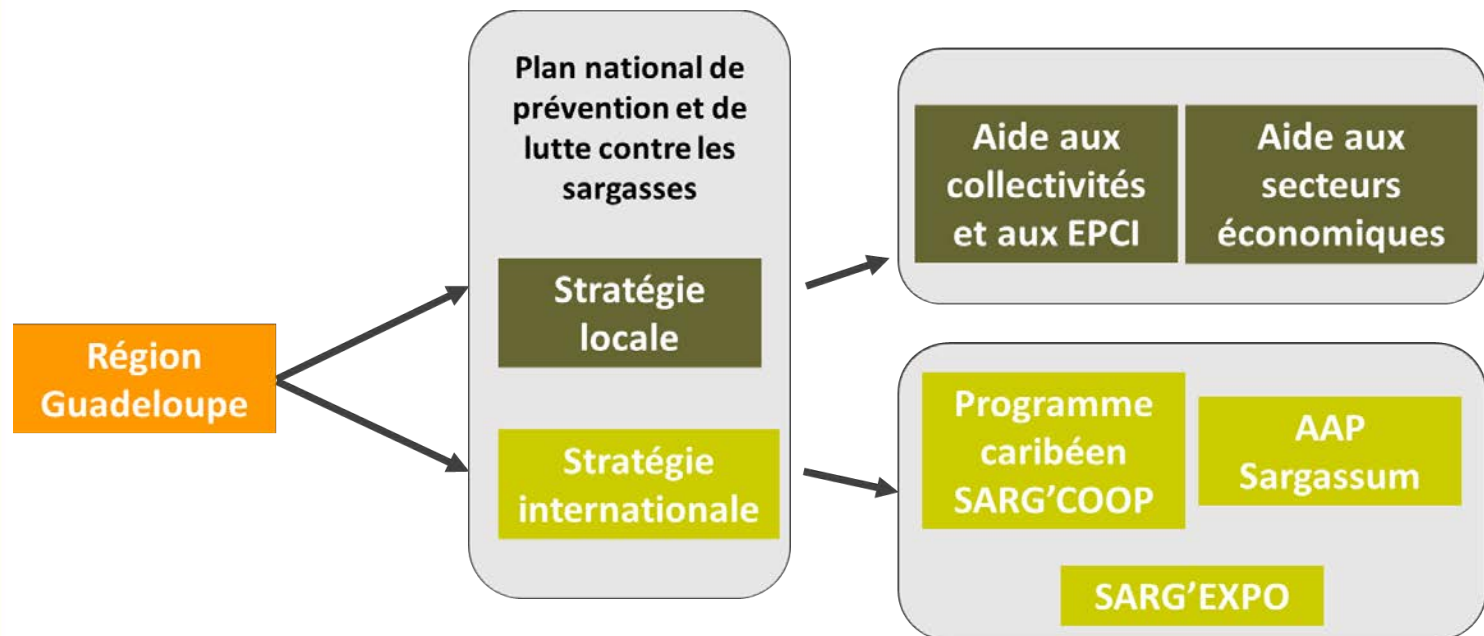 Région
Guadeloupe
Plan national de
prévention et de
lutte contre les
sargasses
Stratégie
locale
Stratégie
internationale
Aide aux
collectivités
et aux EPCI
Aide aux
secteurs
économiques
Programme
caribéen
SARG’COOP
AAP
Sargassum
SARG’EXPO